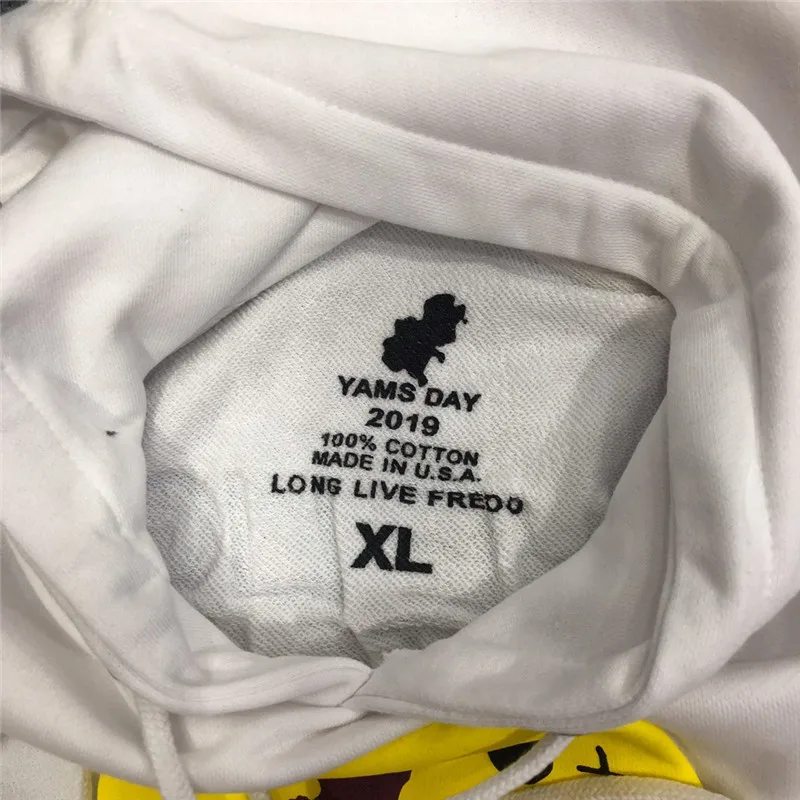 YAMS DAY
2019
100% COTTON
MADE IN U.S.A.
LONG LIVE FREDO
XL